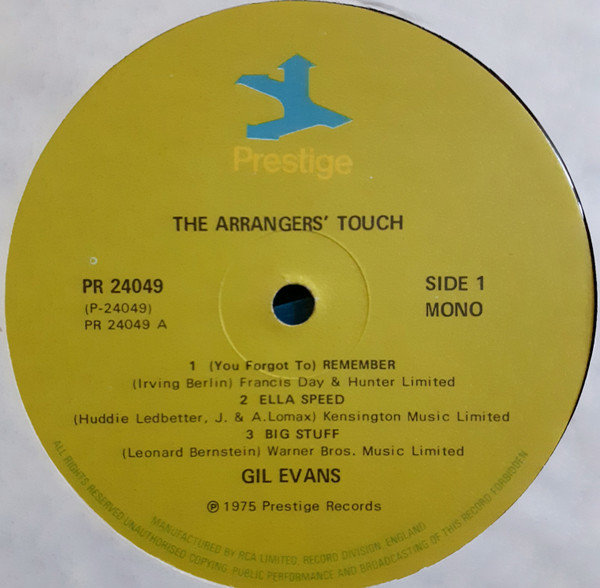 Prestige
THE ARRANGERS' TOUCH
PR 24049
(P-24049)
PR 24049 A
SIDE 1
MONO
1 (You Forgot To) REMEMBER
(Irving Berlin) Francis Day & Hunter Limited
2 ELLA SPEED
(Huddie Ledbetter, J. & A.Lomax) Kensington Music Limited
3 BIG STUFF
(Leonard Bernstein) Warner Bros. Music Limited
GIL EVANS
℗ 1975 Prestige Records
MANUFACTURED BY RCA LIMITED, RECORD DIVISION, ENGLAND
ALL RIGHTS RESERVED UNAUTHORISED COPYING, PUBLIC PERFORMANCE AND BROADCASTING OF THIS RECORD FORBIDDEN